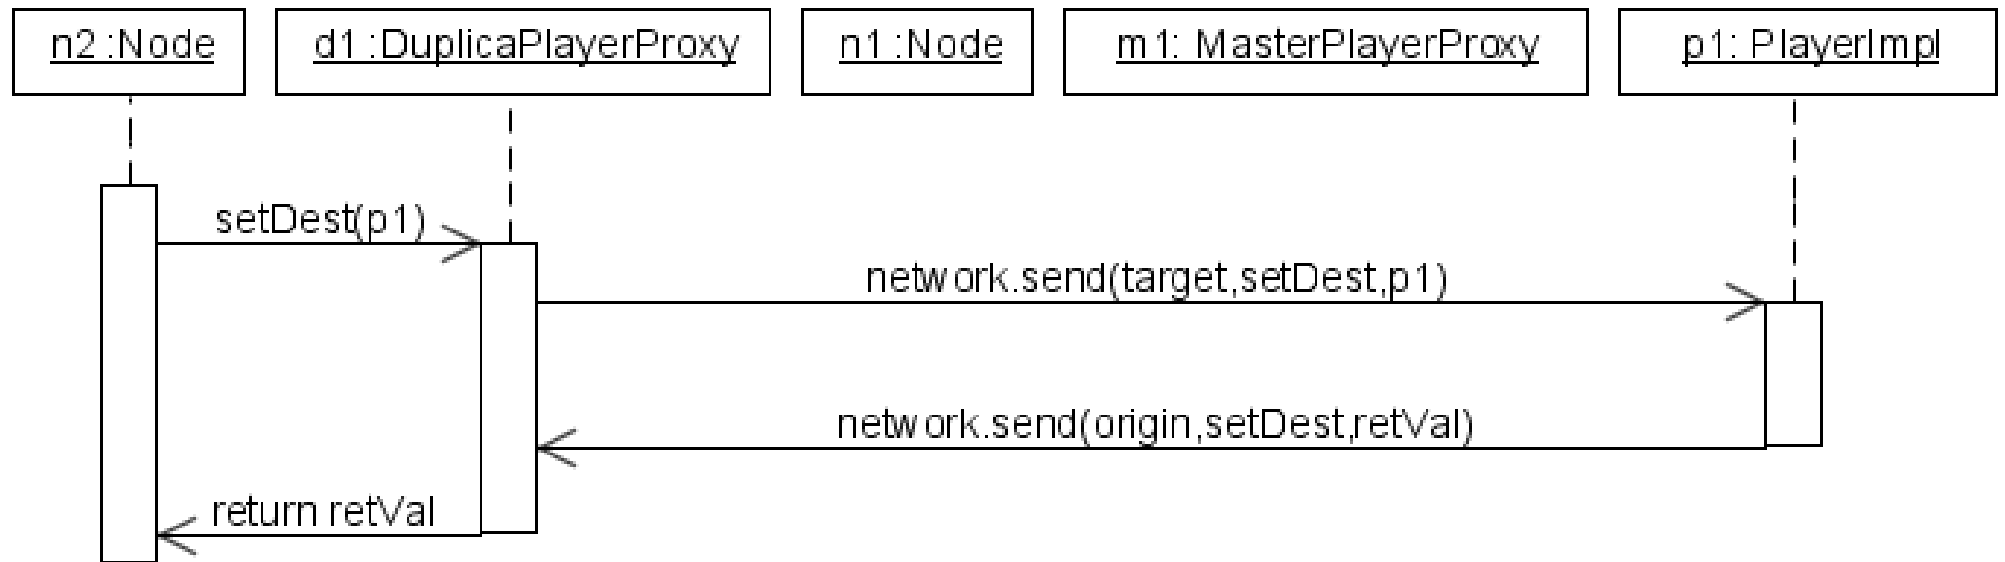 n2 :Node
d1 :DuplicaPlayerProxy
n1 :Node
m1: MasterPlayerProxy
p1: PlayerImpl
setDest(p1)
network.send(target,setDest,p1)
network.send(origin,setDest,retVal)
return retVal